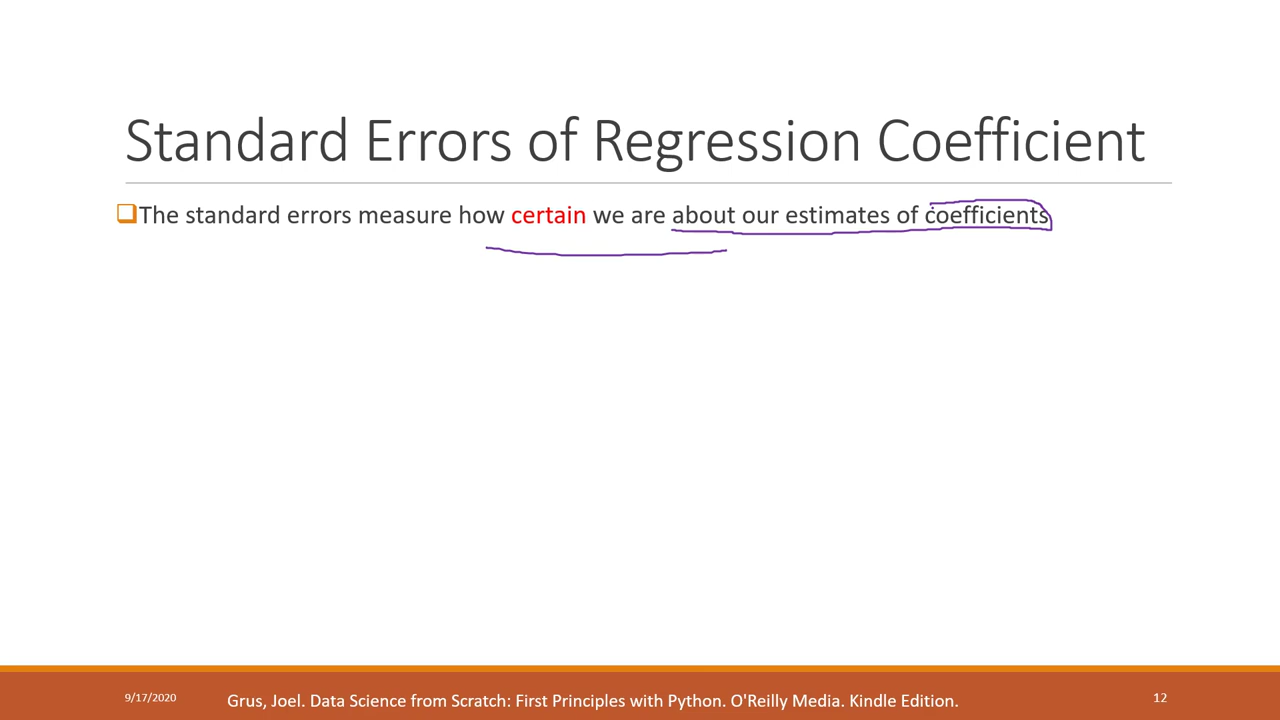 Standard Errors of Regression Coefficient
The standard errors measure how certain we are about our estimates of coefficients
9/17/2020
Grus, Joel. Data Science from Scratch: First Principles with Python. O'Reilly Media. Kindle Edition.
12